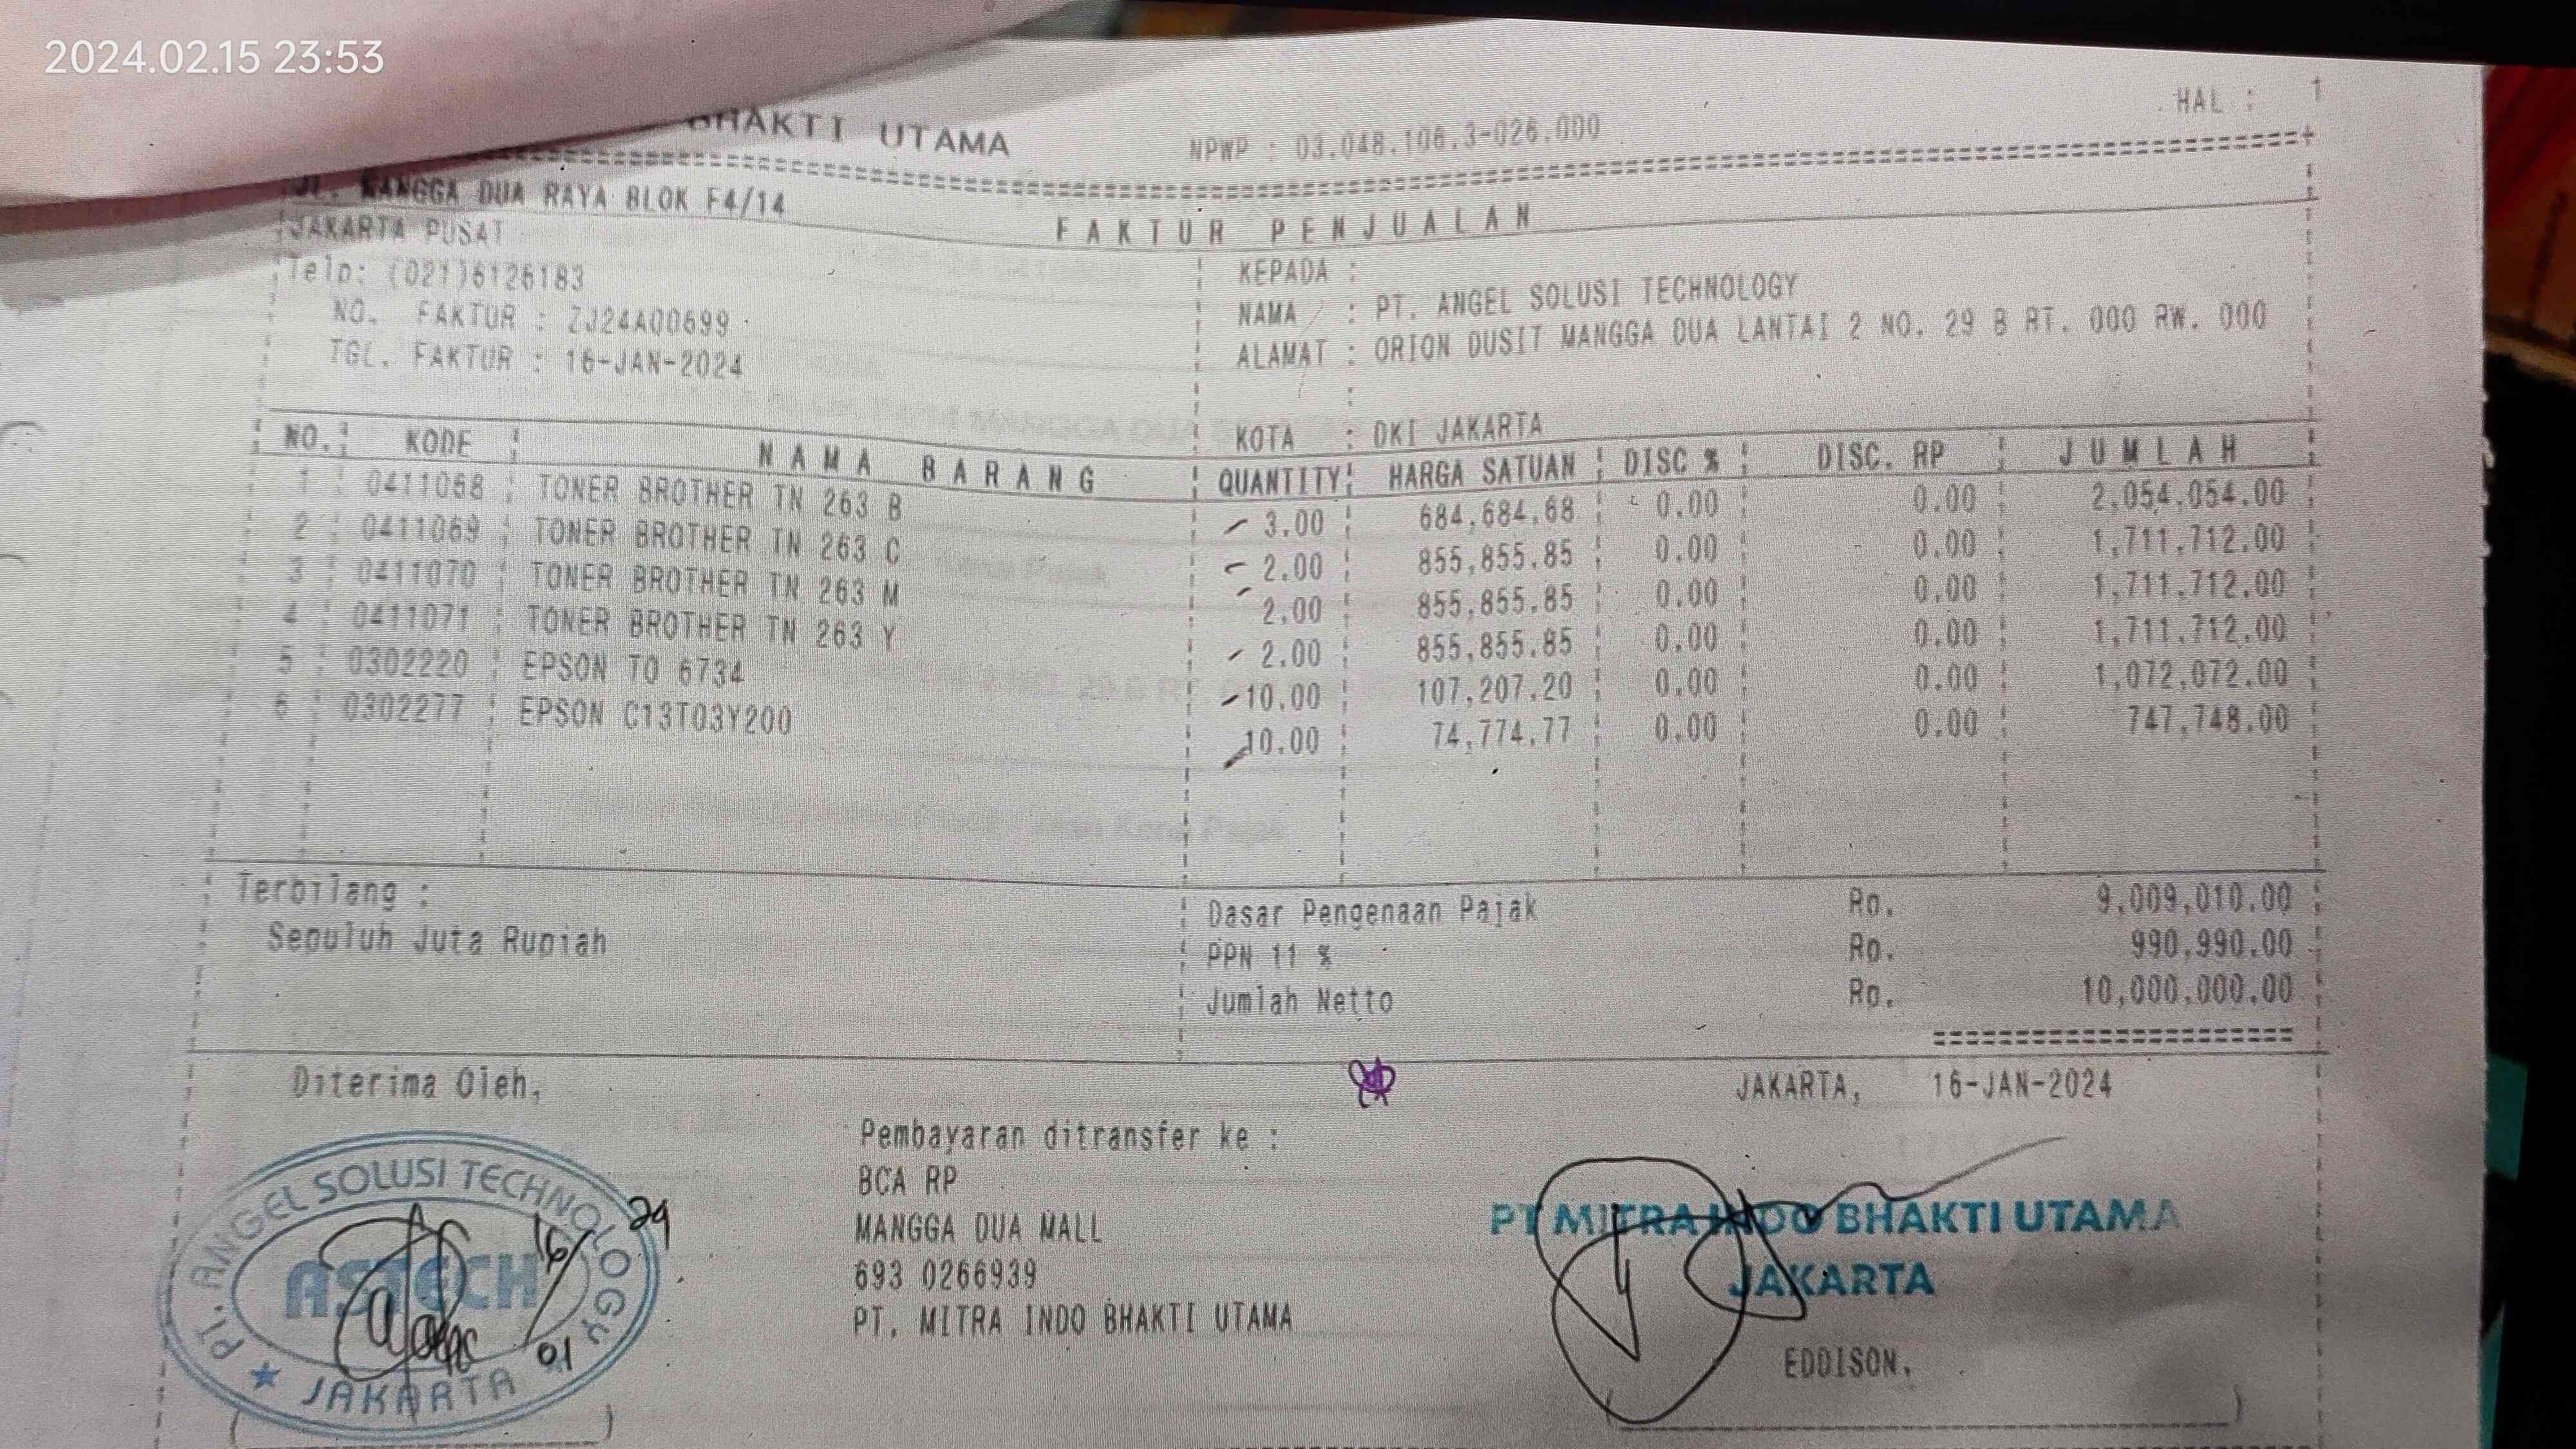 2024.02.15 23:53
HAL : 1
BHAKTI UTAMA NPWP : 03.048.106.3-026.000
JL. MANGGA DUA RAYA BLOK F4/14
JAKARTA PUSAT
FAKTUR PENJUALAN
Telp: (021)6126183
NO. FAKTUR : ZJ24A00699
TGL. FAKTUR : 16-JAN-2024
KEPADA :
NAMA : PT. ANGEL SOLUSI TECHNOLOGY
ALAMAT : ORION DUSIT MANGGA DUA LANTAI 2 NO. 29 B RT. 000 RW. 000
:
KOTA : DKI JAKARTA
NO. KODE NAMA BARANG QUANTITY HARGA SATUAN DISC % DISC. RP JUMLAH
1 0411068 TONER BROTHER TN 263 B 3.00 684,684.68 0.00 0.00 2,054,054.00
2 0411069 TONER BROTHER TN 263 C 2.00 855,855.85 0.00 0.00 1,711,712.00
3 0411070 TONER BROTHER TN 263 M 2.00 855,855.85 0.00 0.00 1,711,712.00
4 0411071 TONER BROTHER TN 263 Y 2.00 855,855.85 0.00 0.00 1,711,712.00
5 0302220 EPSON TO 6734 10.00 107,207.20 0.00 0.00 1,072,072.00
6 0302277 EPSON C13T03Y200 10.00 74,774.77 0.00 0.00 747,748.00
Terbilang :
Sepuluh Juta Rupiah
Dasar Pengenaan Pajak Rp. 9,009,010.00
PPN 11 % Rp. 990,990.00
Jumlah Netto Rp. 10,000,000.00
Diterima Oleh,
JAKARTA, 16-JAN-2024
Pembayaran ditransfer ke :
BCA RP
MANGGA DUA MALL
693 0266939
PT. MITRA INDO BHAKTI UTAMA
PT. ANGEL SOLUSI TECHNOLOGY
ASTECH
JAKARTA
16/01 24
PT MITRA INDO BHAKTI UTAMA
JAKARTA
EDDISON.